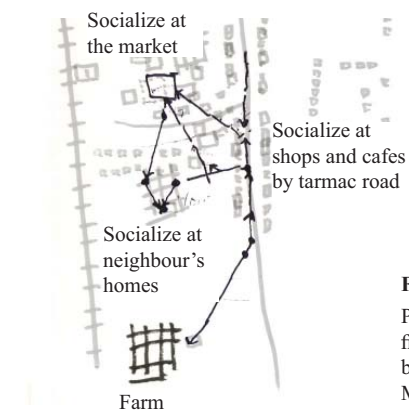 Socialize at
the market
Socialize at
shops and cafes
by tarmac road
Socialize at
neighbour's
homes
Farm